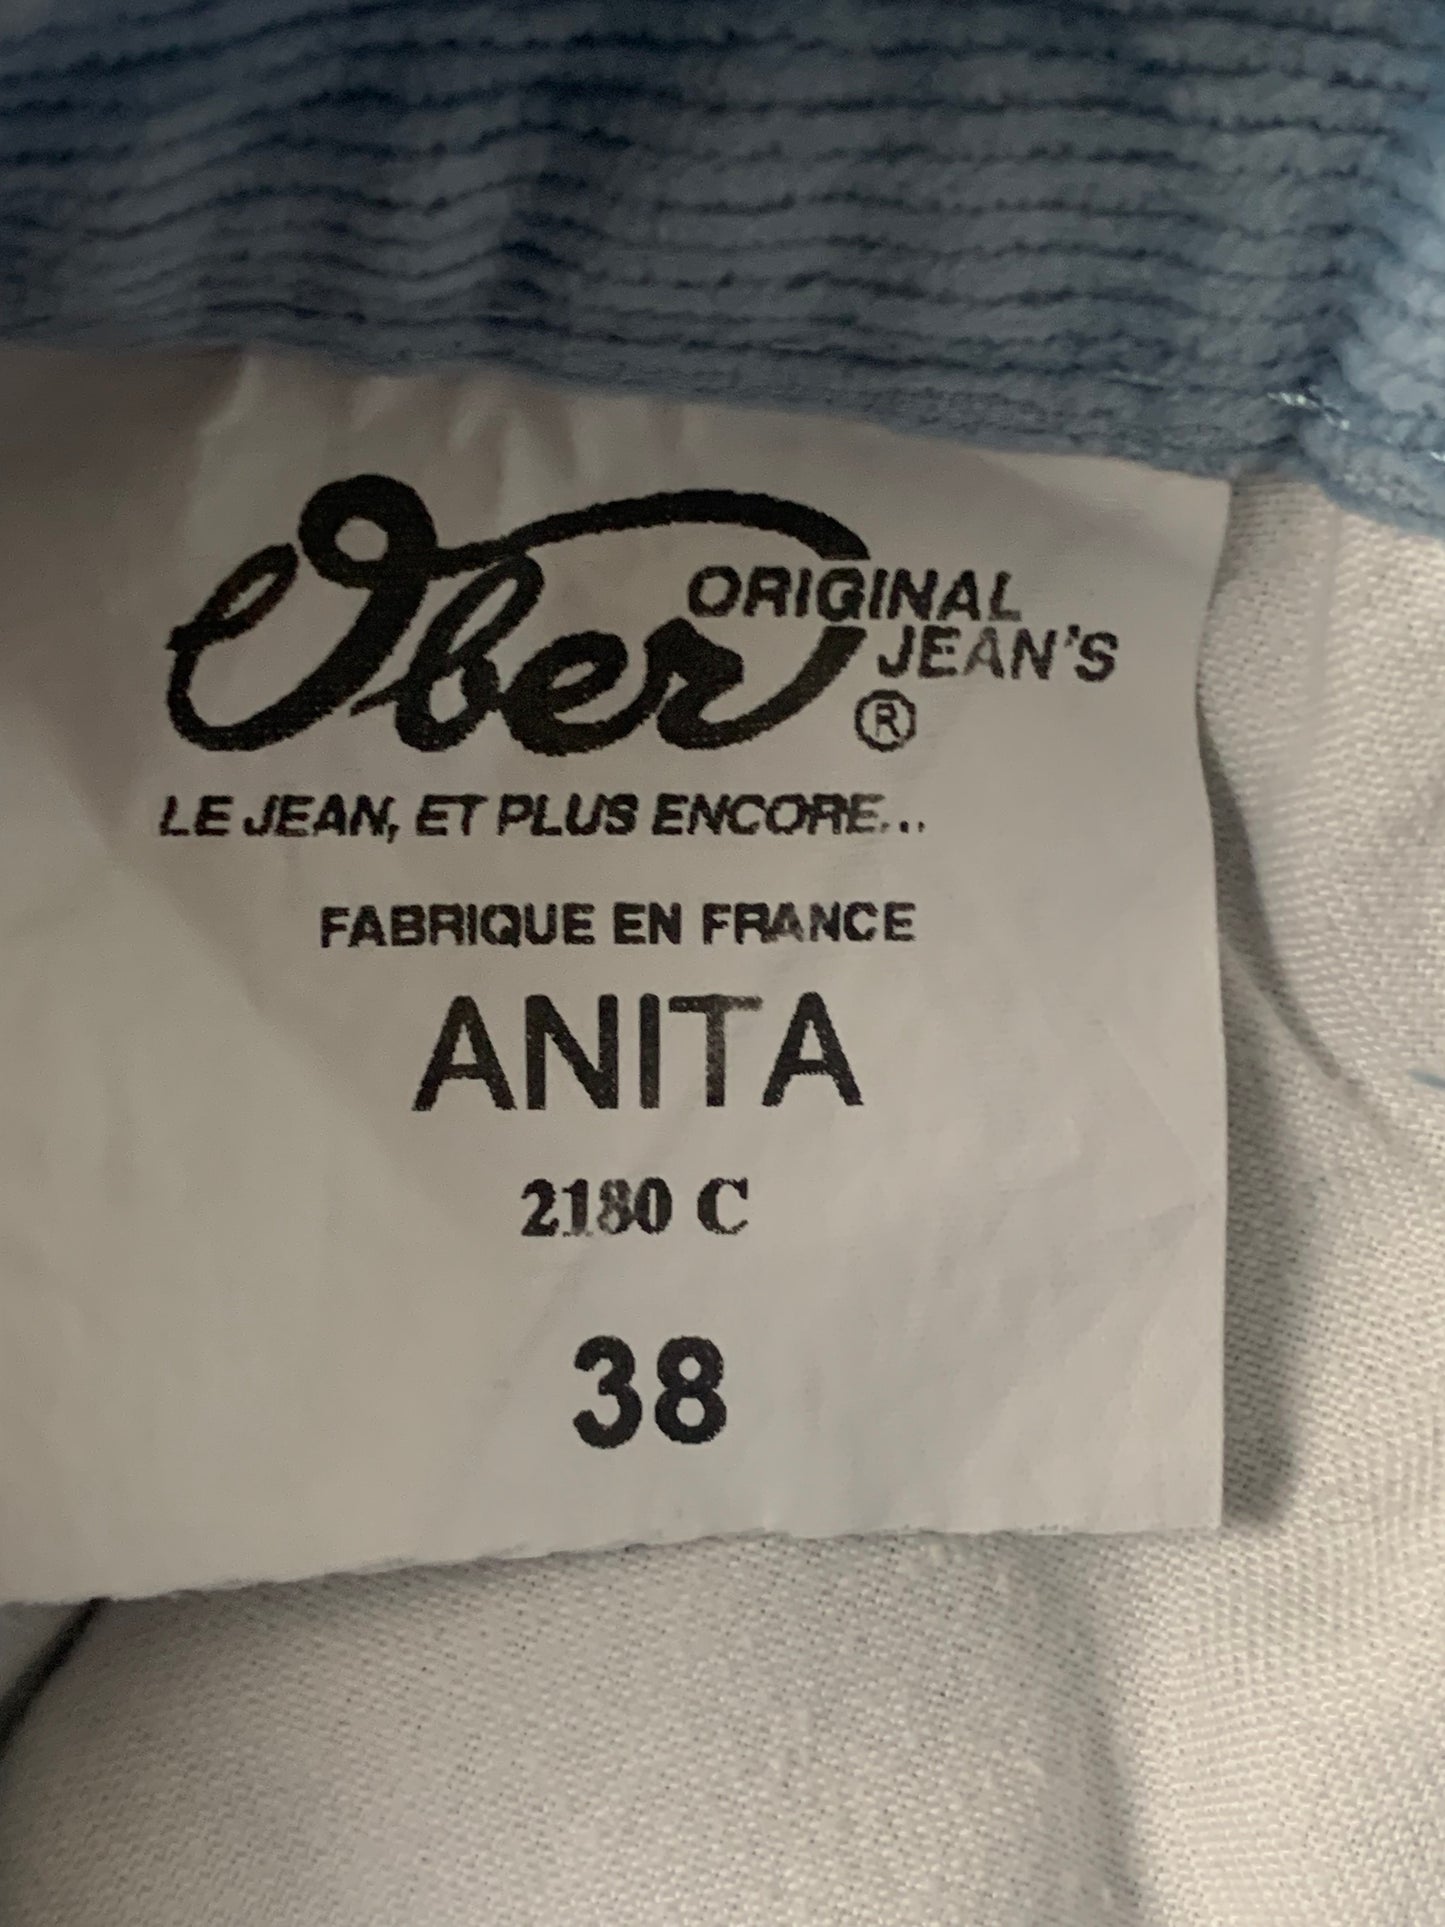 Ober ORIGINAL
JEAN'S
®
LE JEAN, ET PLUS ENCORE...
FABRIQUE EN FRANCE
ANITA
2180 C
38